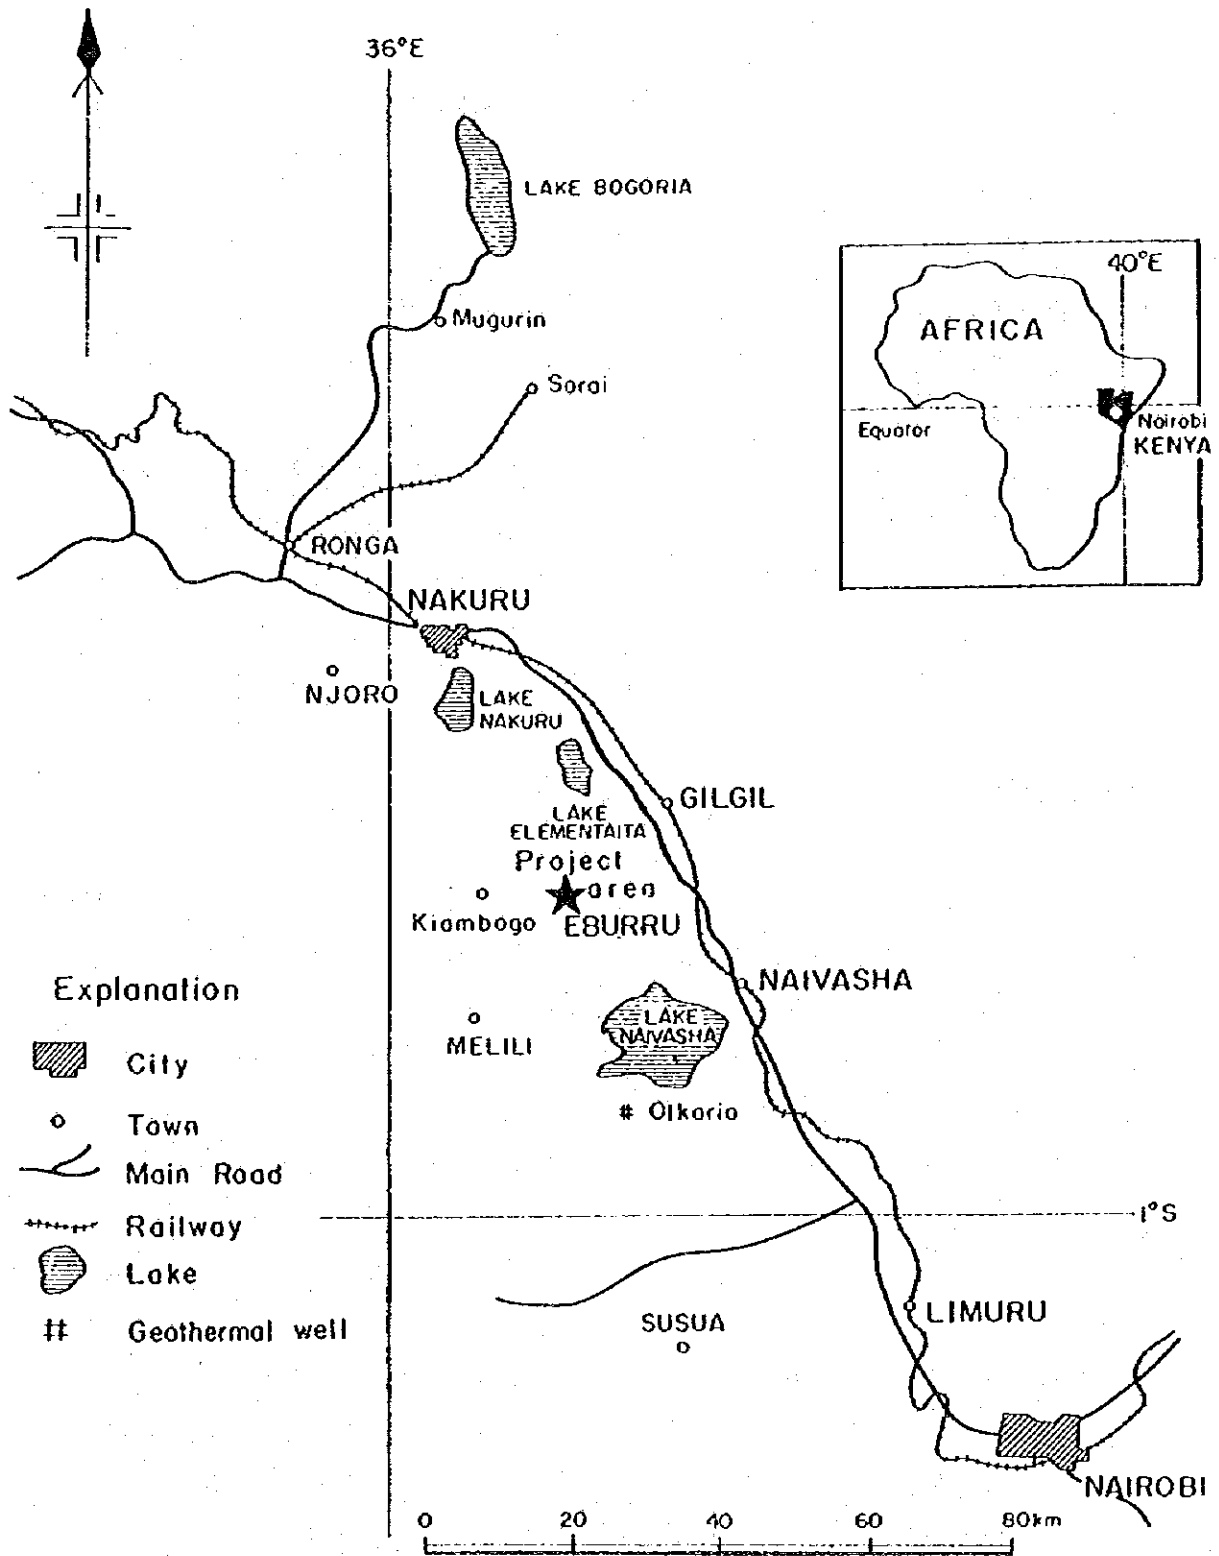 36°E
LAKE BOGORIA
Mugurin
Sorai
40°E
AFRICA
Equator
Nairobi
KENYA
RONGA
NAKURU
NJORO
LAKE
NAKURU
GILGIL
LAKE
ELEMENTAITA
Project
area
Kiambogo
EBURRU
NAIVASHA
Explanation
LAKE
NAIVASHA
MELILI
City
Olkaria
Town
Main Road
1°S
Railway
Lake
LIMURU
SUSUA
Geothermal well
NAIROBI
0 20 40 60 80km